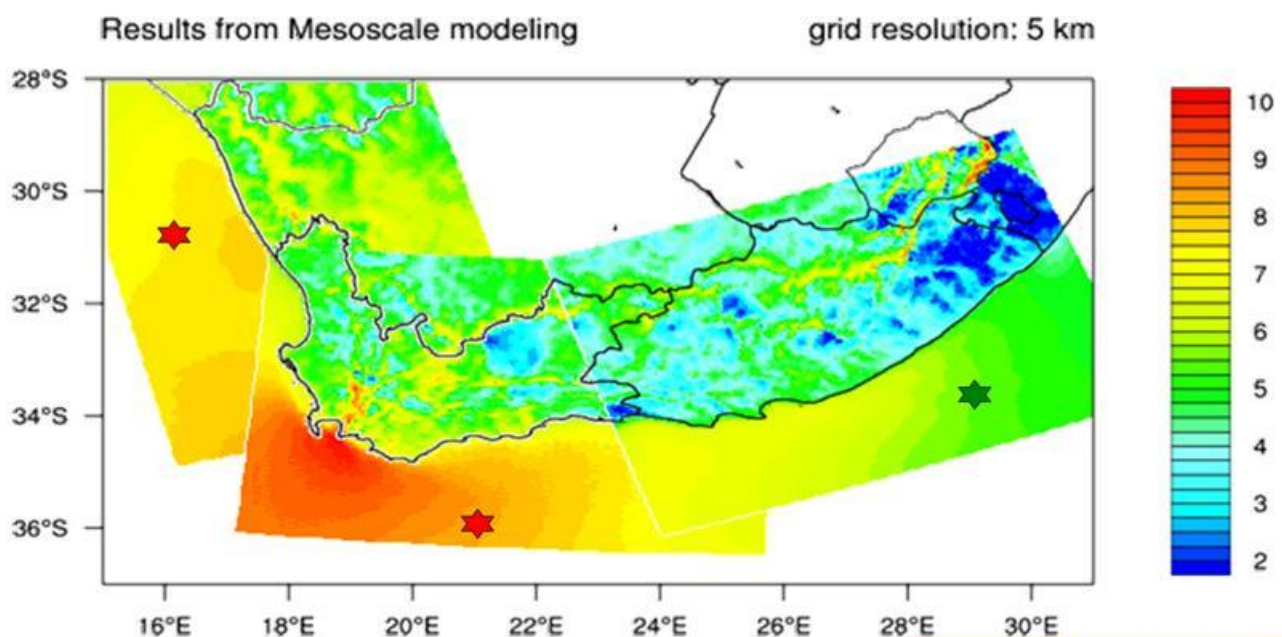 Results from Mesoscale modeling grid resolution: 5 km
28°S
30°S
32°S
34°S
36°S
16°E 18°E 20°E 22°E 24°E 26°E 28°E 30°E
10
9
8
7
6
5
4
3
2